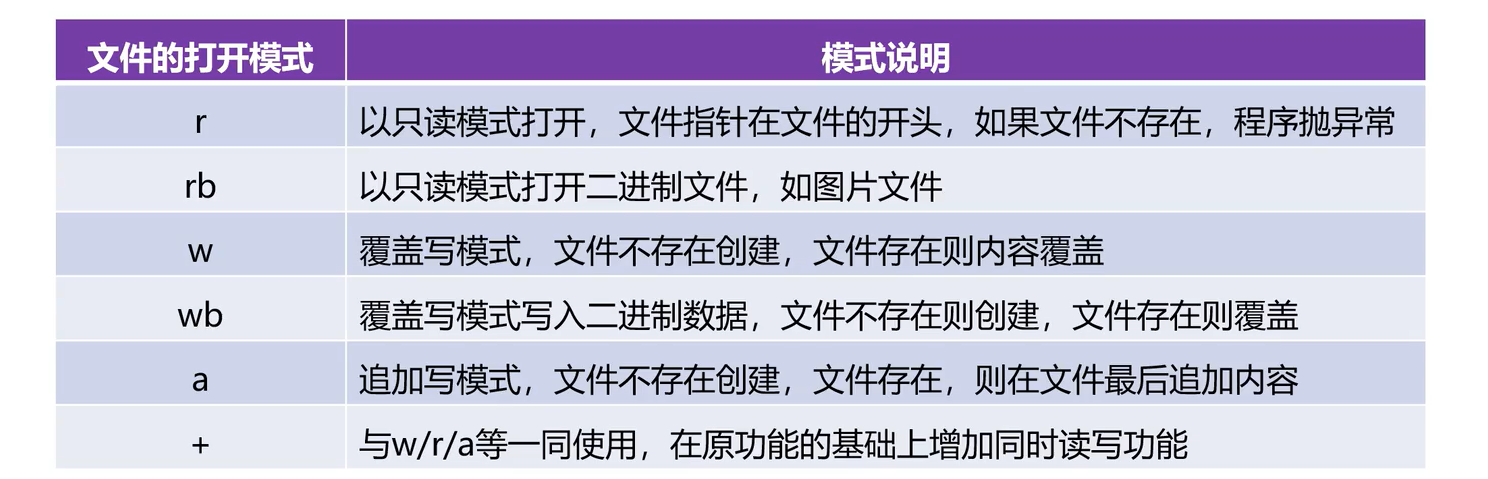 文件的打开模式 模式说明
r 以只读模式打开，文件指针在文件的开头，如果文件不存在，程序抛异常
rb 以只读模式打开二进制文件，如图片文件
w 覆盖写模式，文件不存在创建，文件存在则内容覆盖
wb 覆盖写模式写入二进制数据，文件不存在则创建，文件存在则覆盖
a 追加写模式，文件不存在创建，文件存在，则在文件最后追加内容
+ 与w/r/a等一同使用，在原功能的基础上增加同时读写功能